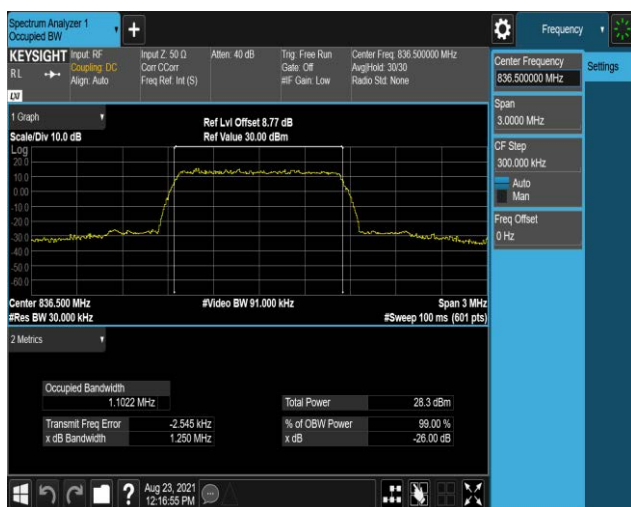 Spectrum Analyzer 1
Occupied BW
+
Frequency
KEYSIGHT
RL
LXI
Input: RF
Coupling: DC
Align: Auto
Input Z: 50 Ω
Corr CCorr
Freq Ref: Int (S)
Atten: 40 dB
Trig: Free Run
Gate: Off
#IF Gain: Low
Center Freq: 836.500000 MHz
Avg|Hold: 30/30
Radio Std: None
Center Frequency
836.500000 MHz
Settings
Span
3.0000 MHz
CF Step
300.000 kHz
Auto
Man
Freq Offset
0 Hz
1 Graph
Scale/Div 10.0 dB
Ref Lvl Offset 8.77 dB
Ref Value 30.00 dBm
Log
20.0
10.0
0.00
-10.0
-20.0
-30.0
-40.0
-50.0
-60.0
Center 836.500 MHz
#Res BW 30.000 kHz
#Video BW 91.000 kHz
Span 3 MHz
#Sweep 100 ms (601 pts)
2 Metrics
Occupied Bandwidth
1.1022 MHz
Transmit Freq Error -2.545 kHz
x dB Bandwidth 1.250 MHz
Total Power 28.3 dBm
% of OBW Power 99.00 %
x dB -26.00 dB
?
Aug 23, 2021
12:16:55 PM